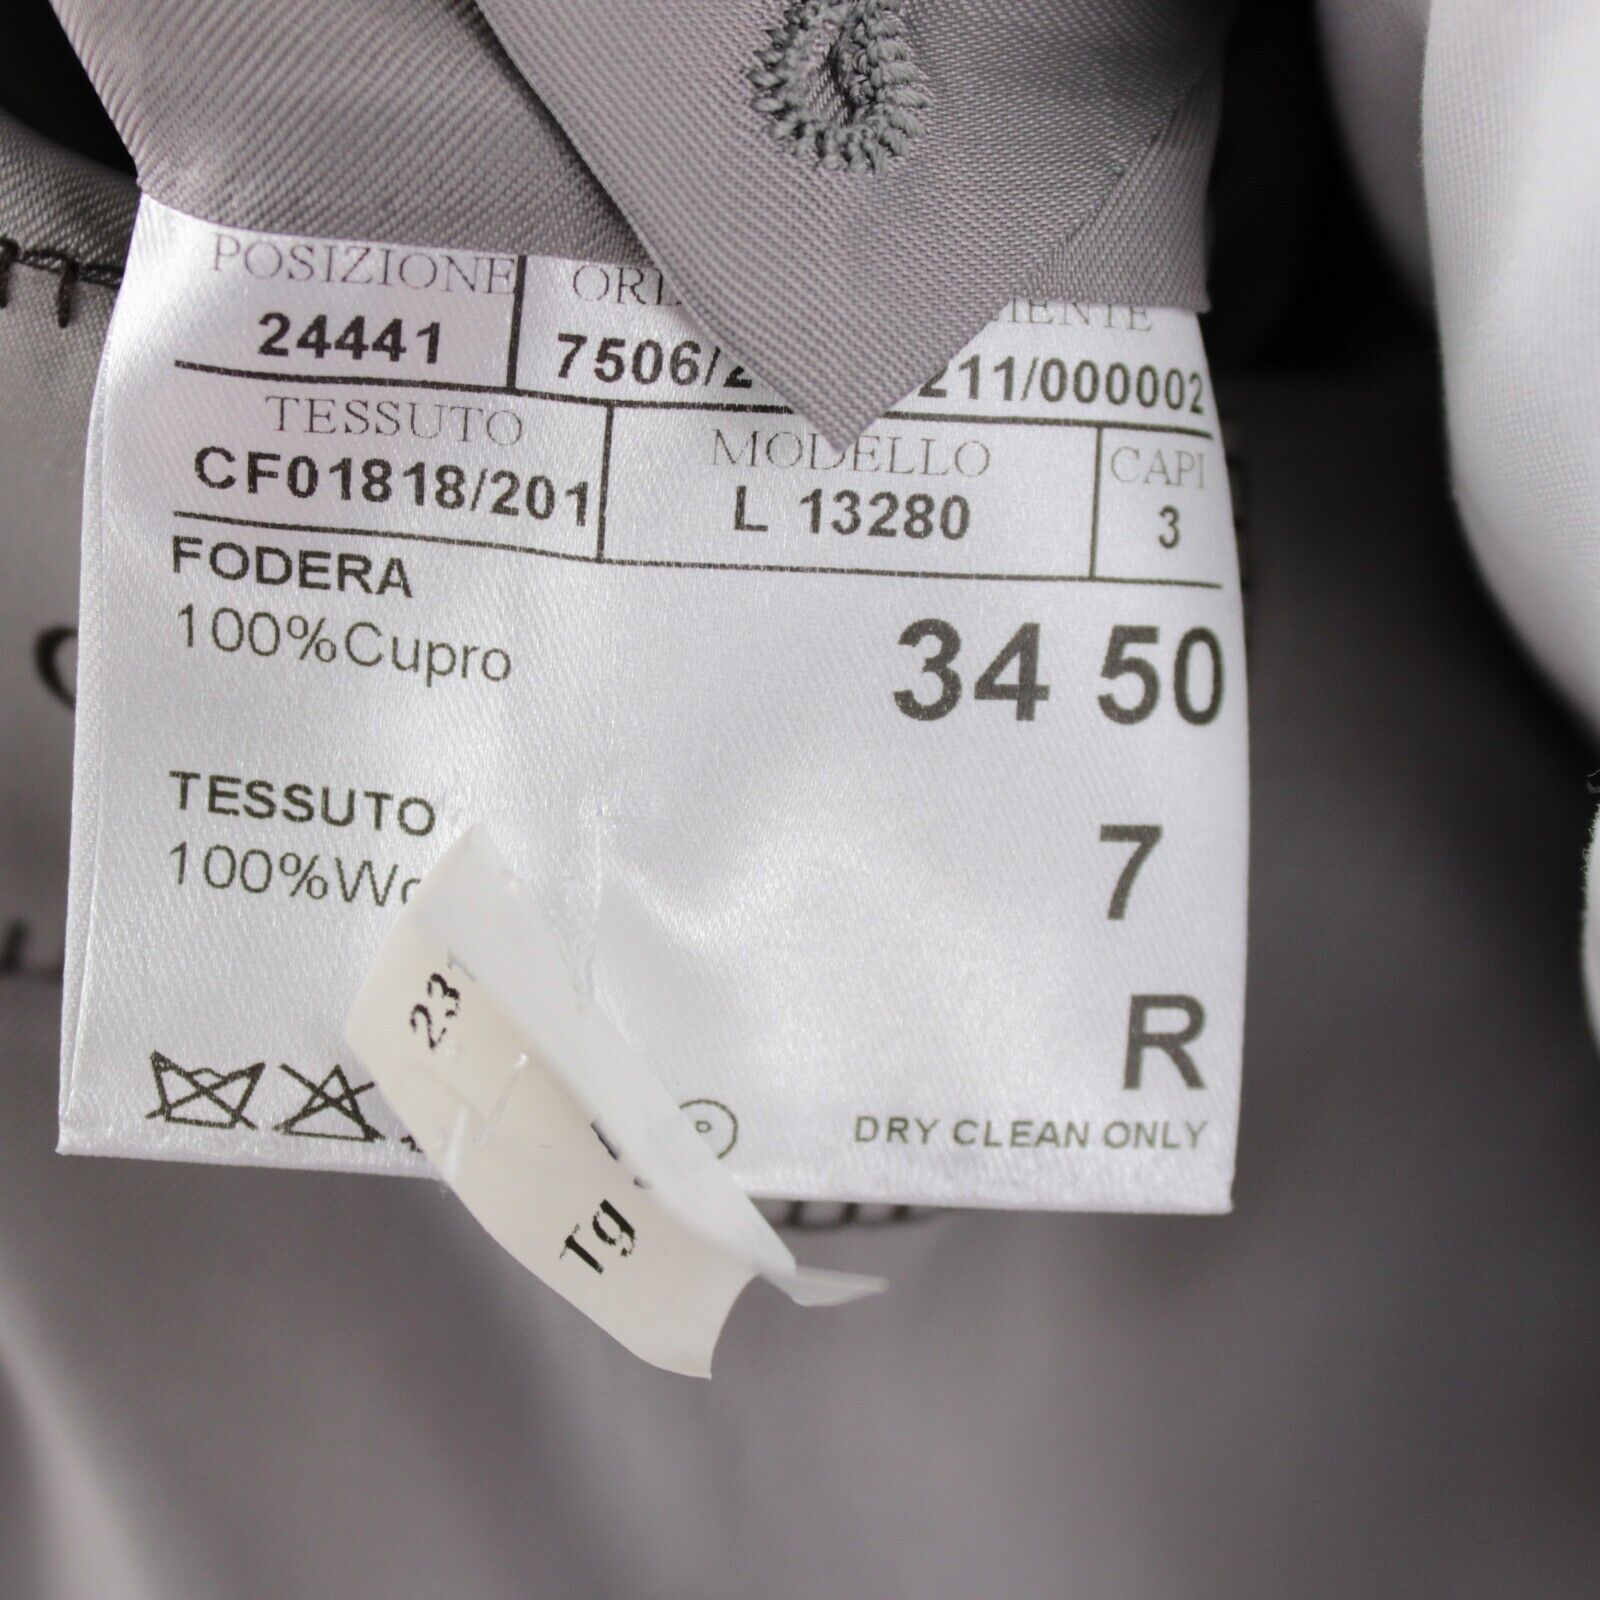 POSIZIONE
24441
7506/2
211/000002
TESSUTO
CF01818/201
MODELLO
L 13280
CAPI
3
FODERA
100%Cupro
34 50
TESSUTO
7
R
P
DRY CLEAN ONLY
231
Tg